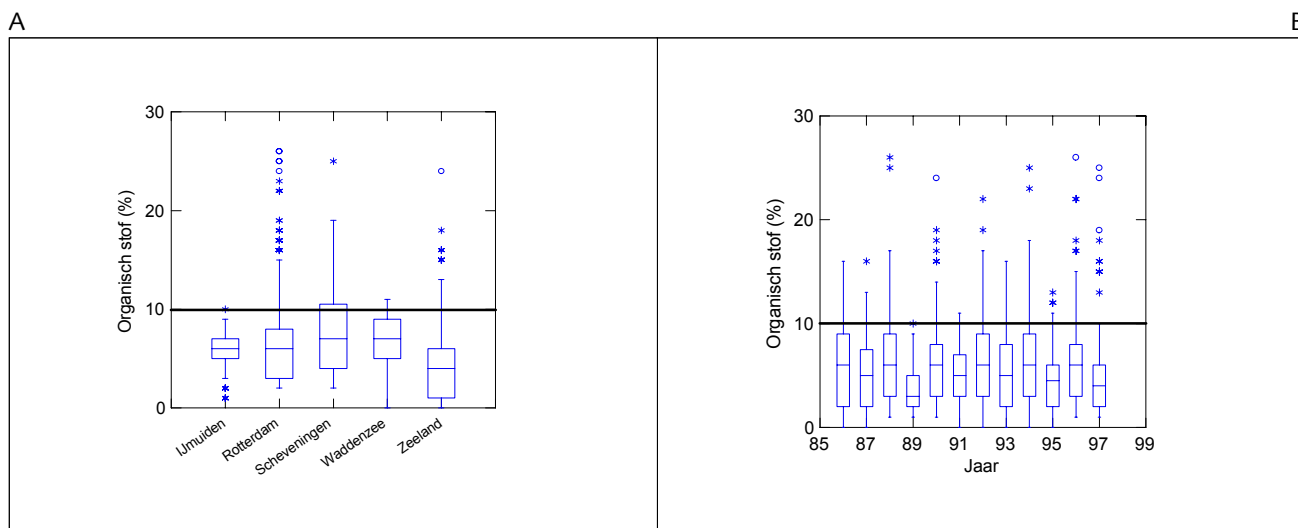 A
B
30
20
10
0
Organisch stof (%)
IJmuiden
Rotterdam
Scheveningen
Waddenzee
Zeeland
30
20
10
0
Organisch stof (%)
85 87 89 91 93 95 97 99
Jaar